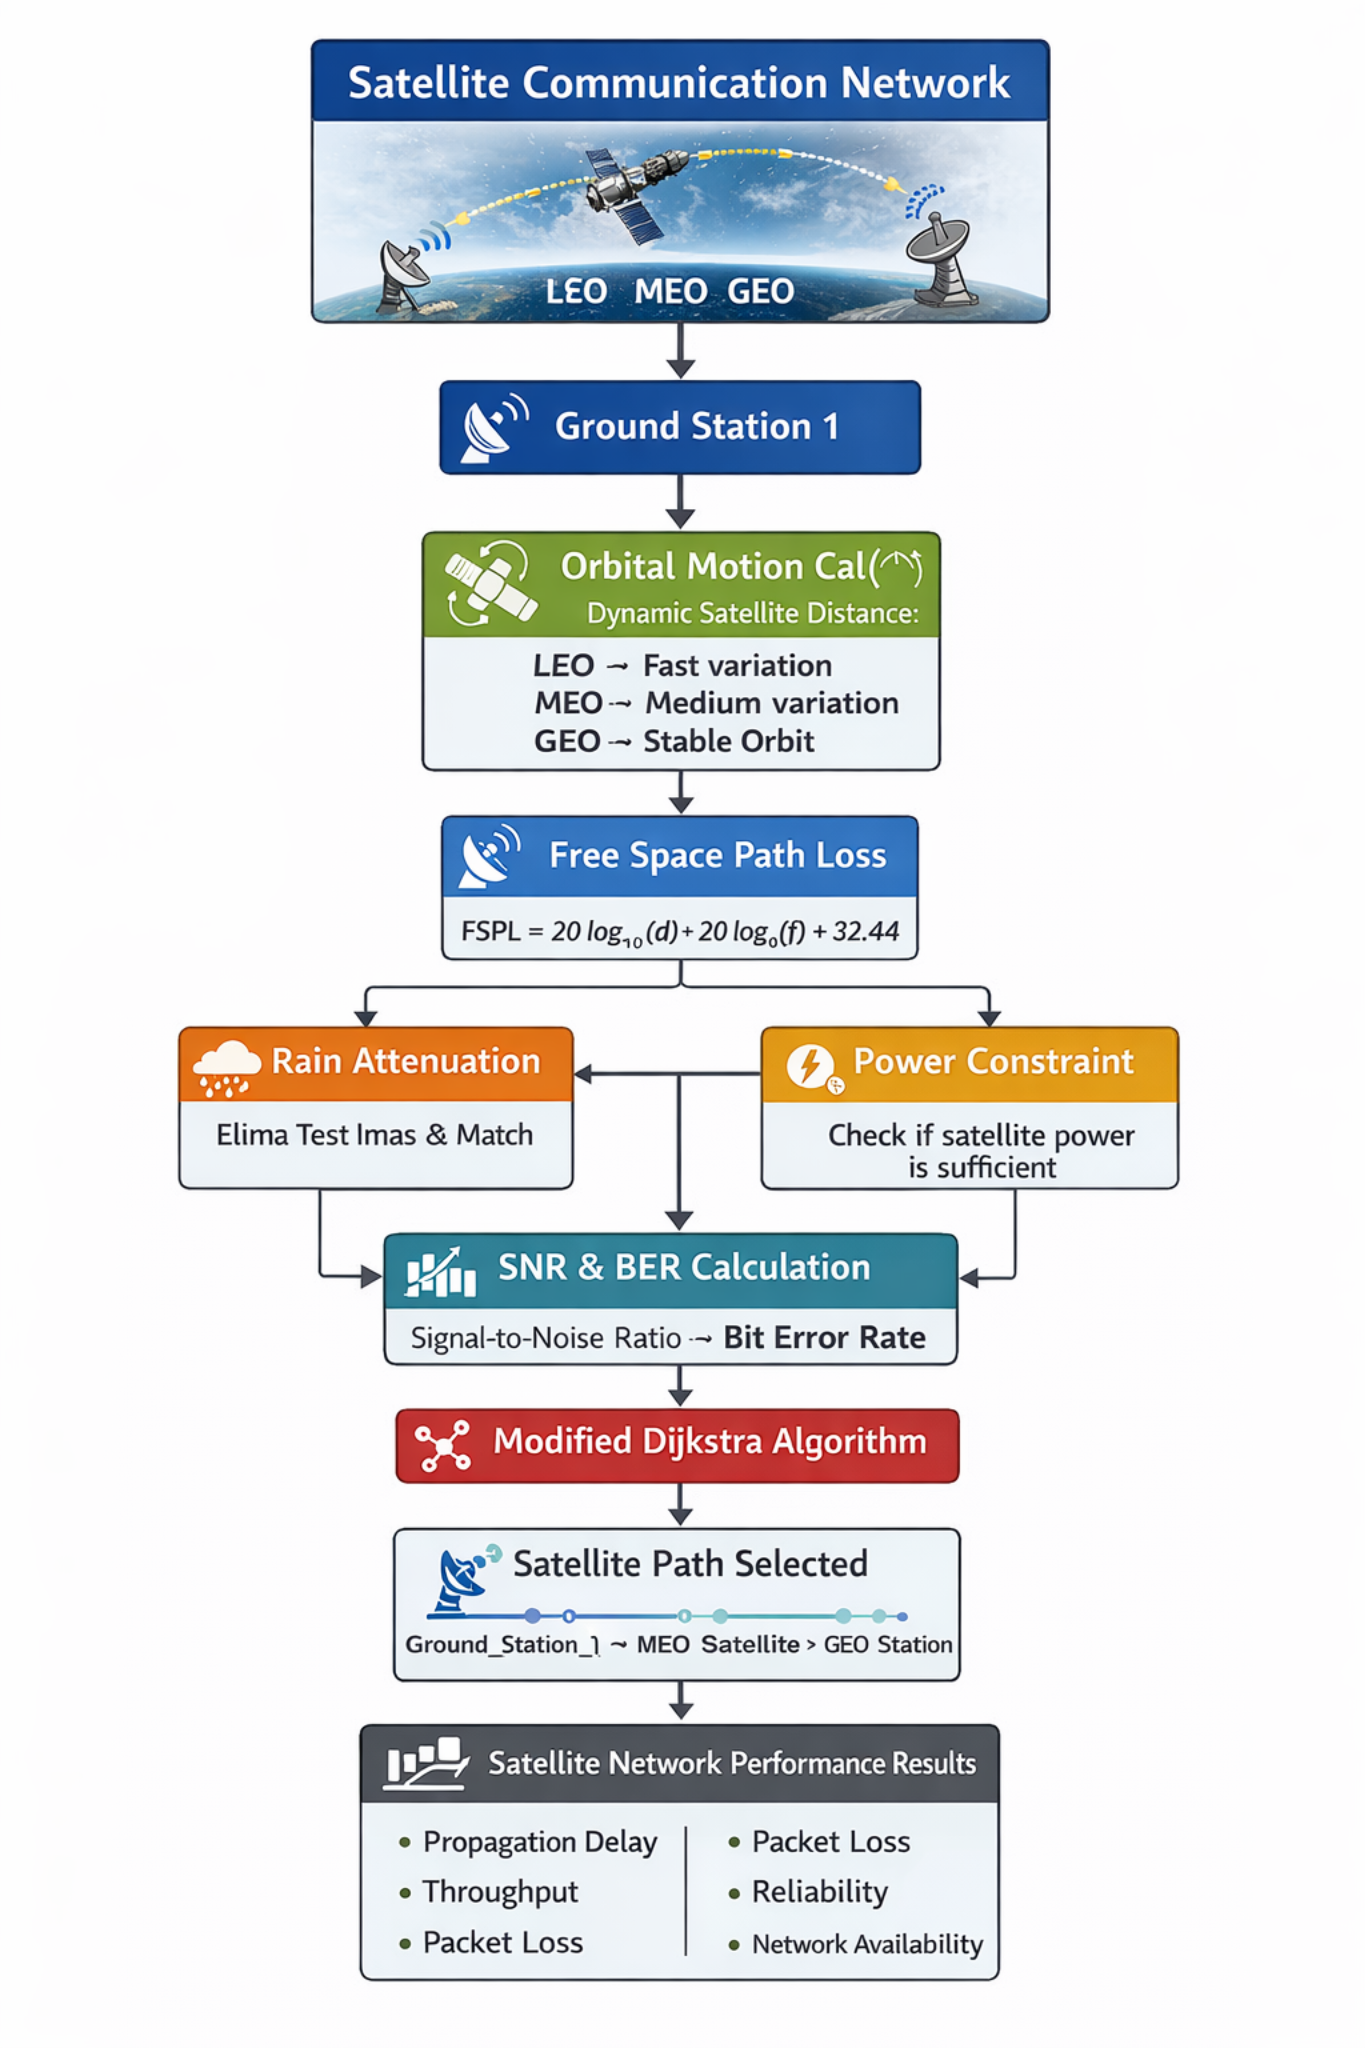 Satellite Communication Network
LEO MEO GEO
Ground Station 1
Orbital Motion Cal(
Dynamic Satellite Distance:
LEO → Fast variation
MEO → Medium variation
GEO → Stable Orbit
Free Space Path Loss
FSPL = 20 log₁₀(d) + 20 log₀(f) + 32.44
Rain Attenuation
Elima Test Imas & Match
Power Constraint
Check if satellite power
is sufficient
SNR & BER Calculation
Signal-to-Noise Ratio → Bit Error Rate
Modified Dijkstra Algorithm
Satellite Path Selected
Ground_Station_1 ~ MEO Satellite > GEO Station
Satellite Network Performance Results
• Propagation Delay
• Throughput
• Packet Loss
• Packet Loss
• Reliability
• Network Availability